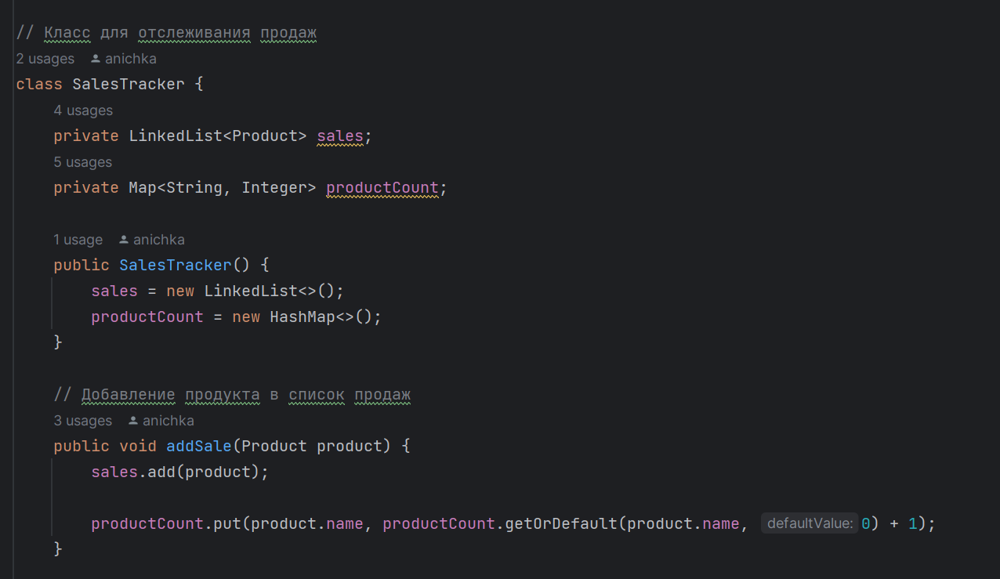 // Класс для отслеживания продаж
2 usages anichka
class SalesTracker {
4 usages
private LinkedList<Product> sales;
5 usages
private Map<String, Integer> productCount;
1 usage anichka
public SalesTracker() {
sales = new LinkedList<>();
productCount = new HashMap<>();
}
// Добавление продукта в список продаж
3 usages anichka
public void addSale(Product product) {
sales.add(product);
productCount.put(product.name, productCount.getOrDefault(product.name, defaultValue: 0) + 1);
}